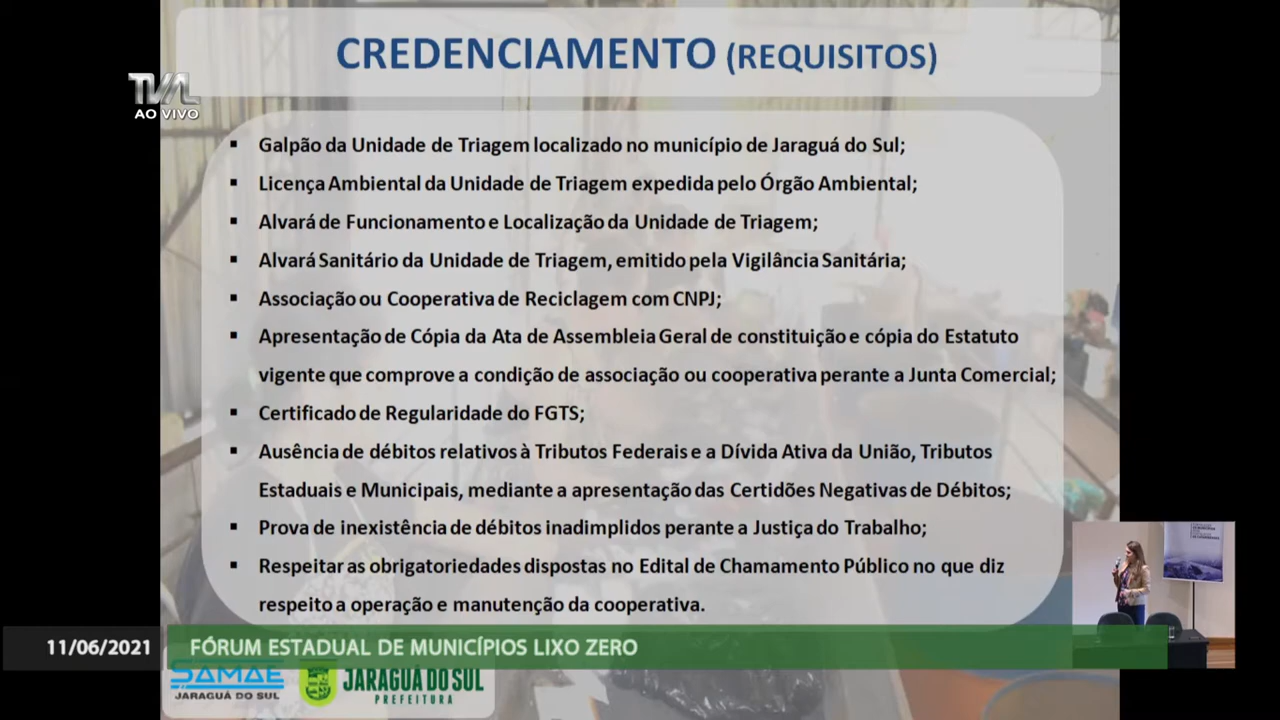 CREDENCIAMENTO (REQUISITOS)
TVAL
AO VIVO
▪ Galpão da Unidade de Triagem localizado no município de Jaraguá do Sul;
▪ Licença Ambiental da Unidade de Triagem expedida pelo Órgão Ambiental;
▪ Alvará de Funcionamento e Localização da Unidade de Triagem;
▪ Alvará Sanitário da Unidade de Triagem, emitido pela Vigilância Sanitária;
▪ Associação ou Cooperativa de Reciclagem com CNPJ;
▪ Apresentação de Cópia da Ata de Assembleia Geral de constituição e cópia do Estatuto
vigente que comprove a condição de associação ou cooperativa perante a Junta Comercial;
▪ Certificado de Regularidade do FGTS;
▪ Ausência de débitos relativos à Tributos Federais e a Dívida Ativa da União, Tributos
Estaduais e Municipais, mediante a apresentação das Certidões Negativas de Débitos;
▪ Prova de inexistência de débitos inadimplidos perante a Justiça do Trabalho;
▪ Respeitar as obrigatoriedades dispostas no Edital de Chamamento Público no que diz
respeito a operação e manutenção da cooperativa.
11/06/2021
FÓRUM ESTADUAL DE MUNICÍPIOS LIXO ZERO
SAMAE
JARAGUÁ DO SUL
JARAGUÁ DO SUL
PREFEITURA